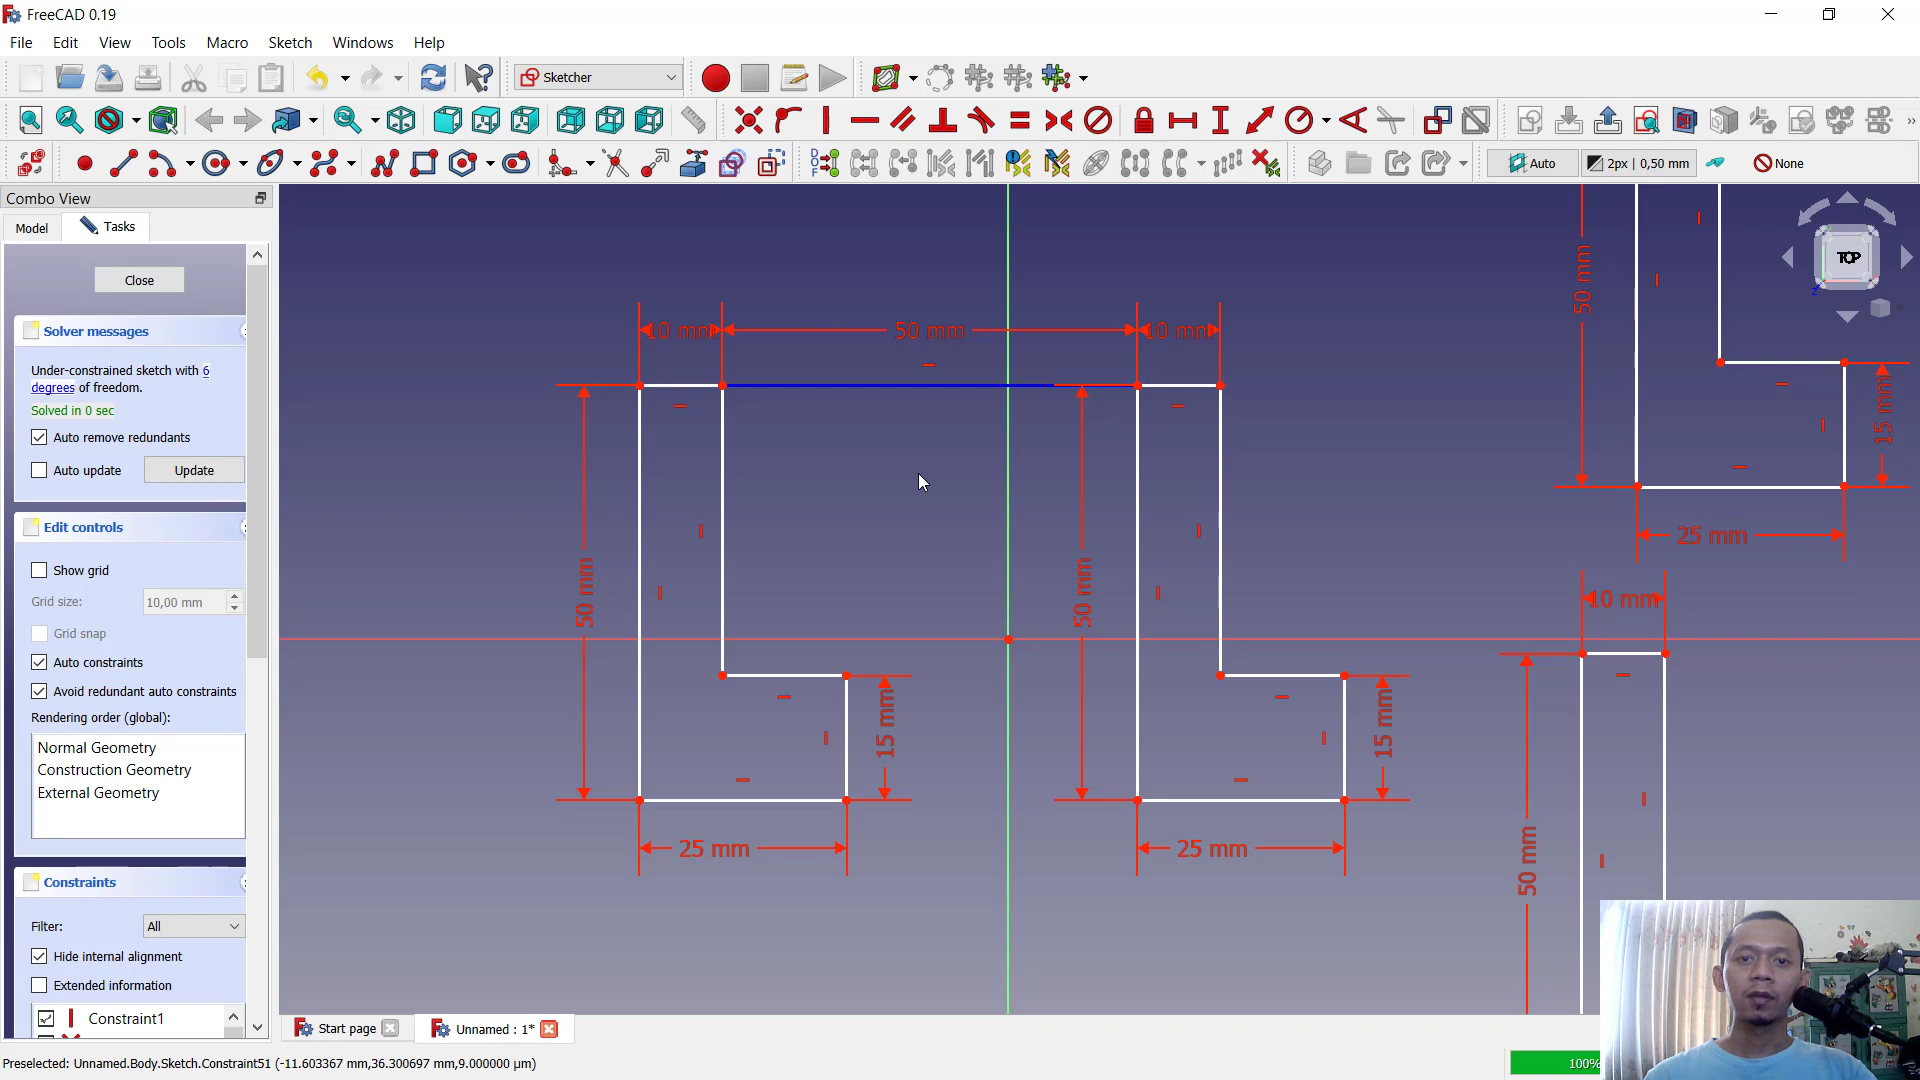 FreeCAD 0.19
File Edit View Tools Macro Sketch Windows Help
Sketcher
DOF
Auto 2px | 0,50 mm None
Combo View
Model Tasks
Close
Solver messages
Under-constrained sketch with 6
degrees of freedom.
Solved in 0 sec
Auto remove redundants
Auto update Update
Edit controls
Show grid
Grid size: 10,00 mm
Grid snap
Auto constraints
Avoid redundant auto constraints
Rendering order (global):
Normal Geometry
Construction Geometry
External Geometry
Constraints
Filter: All
Hide internal alignment
Extended information
Constraint1
10 mm 50 mm 10 mm
50 mm
15 mm
25 mm
50 mm
15 mm
25 mm
50 mm
15 mm
25 mm
10 mm
50 mm
TOP
Z
Start page Unnamed : 1*
Preselected: Unnamed.Body.Sketch.Constraint51 (-11.603367 mm,36.300697 mm,9.000000 µm)
100%